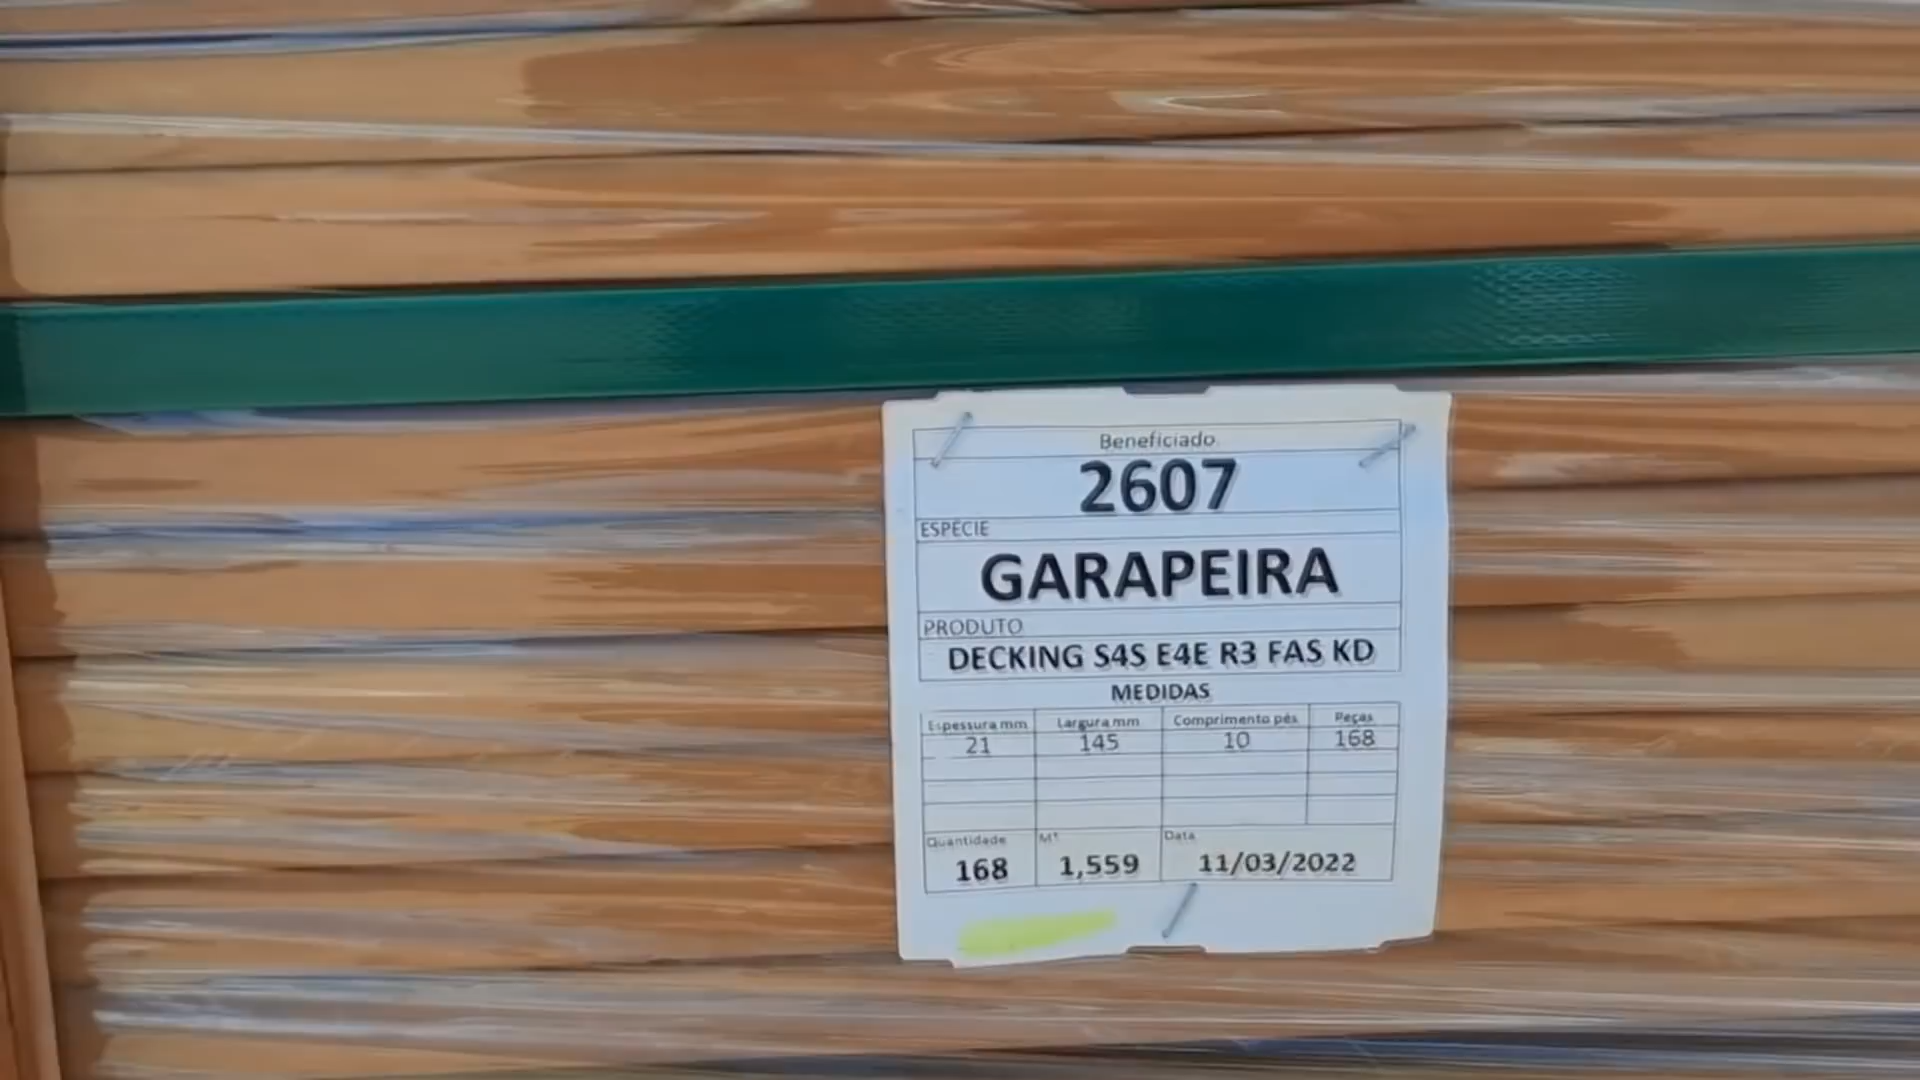 Beneficiado
2607
ESPÉCIE
GARAPEIRA
PRODUTO
DECKING S4S E4E R3 FAS KD
MEDIDAS
Espessura mm Largura mm Comprimento pés Peças
21 145 10 168
Quantidade M³ Data
168 1,559 11/03/2022